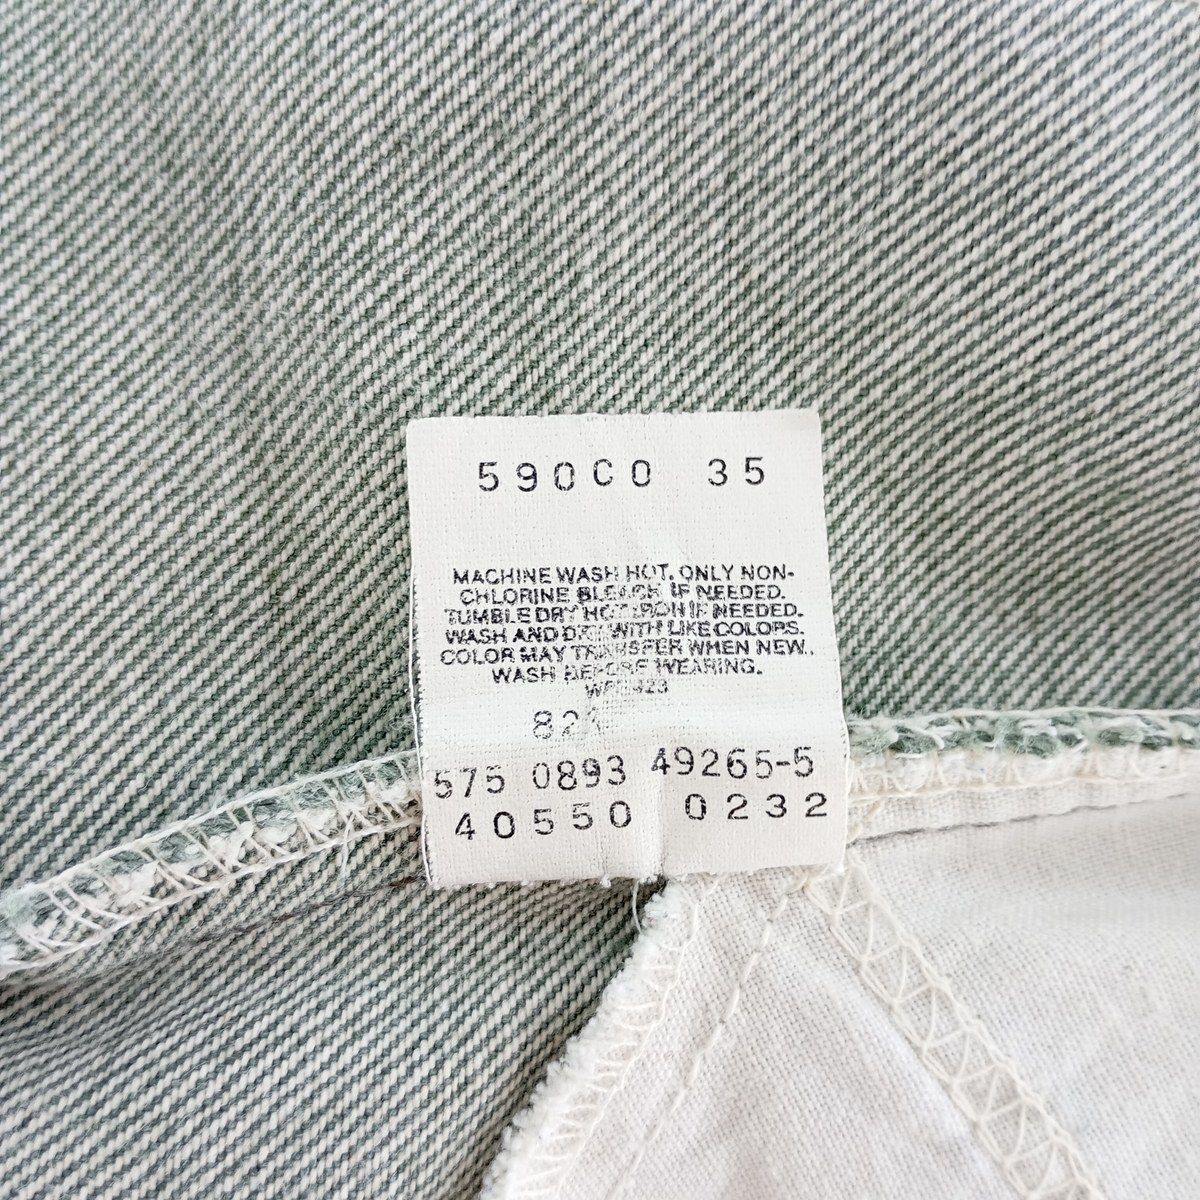 590C0 35
MACHINE WASH HOT. ONLY NON-
CHLORINE BLEACH IF NEEDED.
TUMBLE DRY HOT. IRON IF NEEDED.
WASH AND DRY WITH LIKE COLORS.
COLOR MAY TRANSFER WHEN NEW.
WASH BEFORE WEARING.
575 0893 49265-5
40550 0232